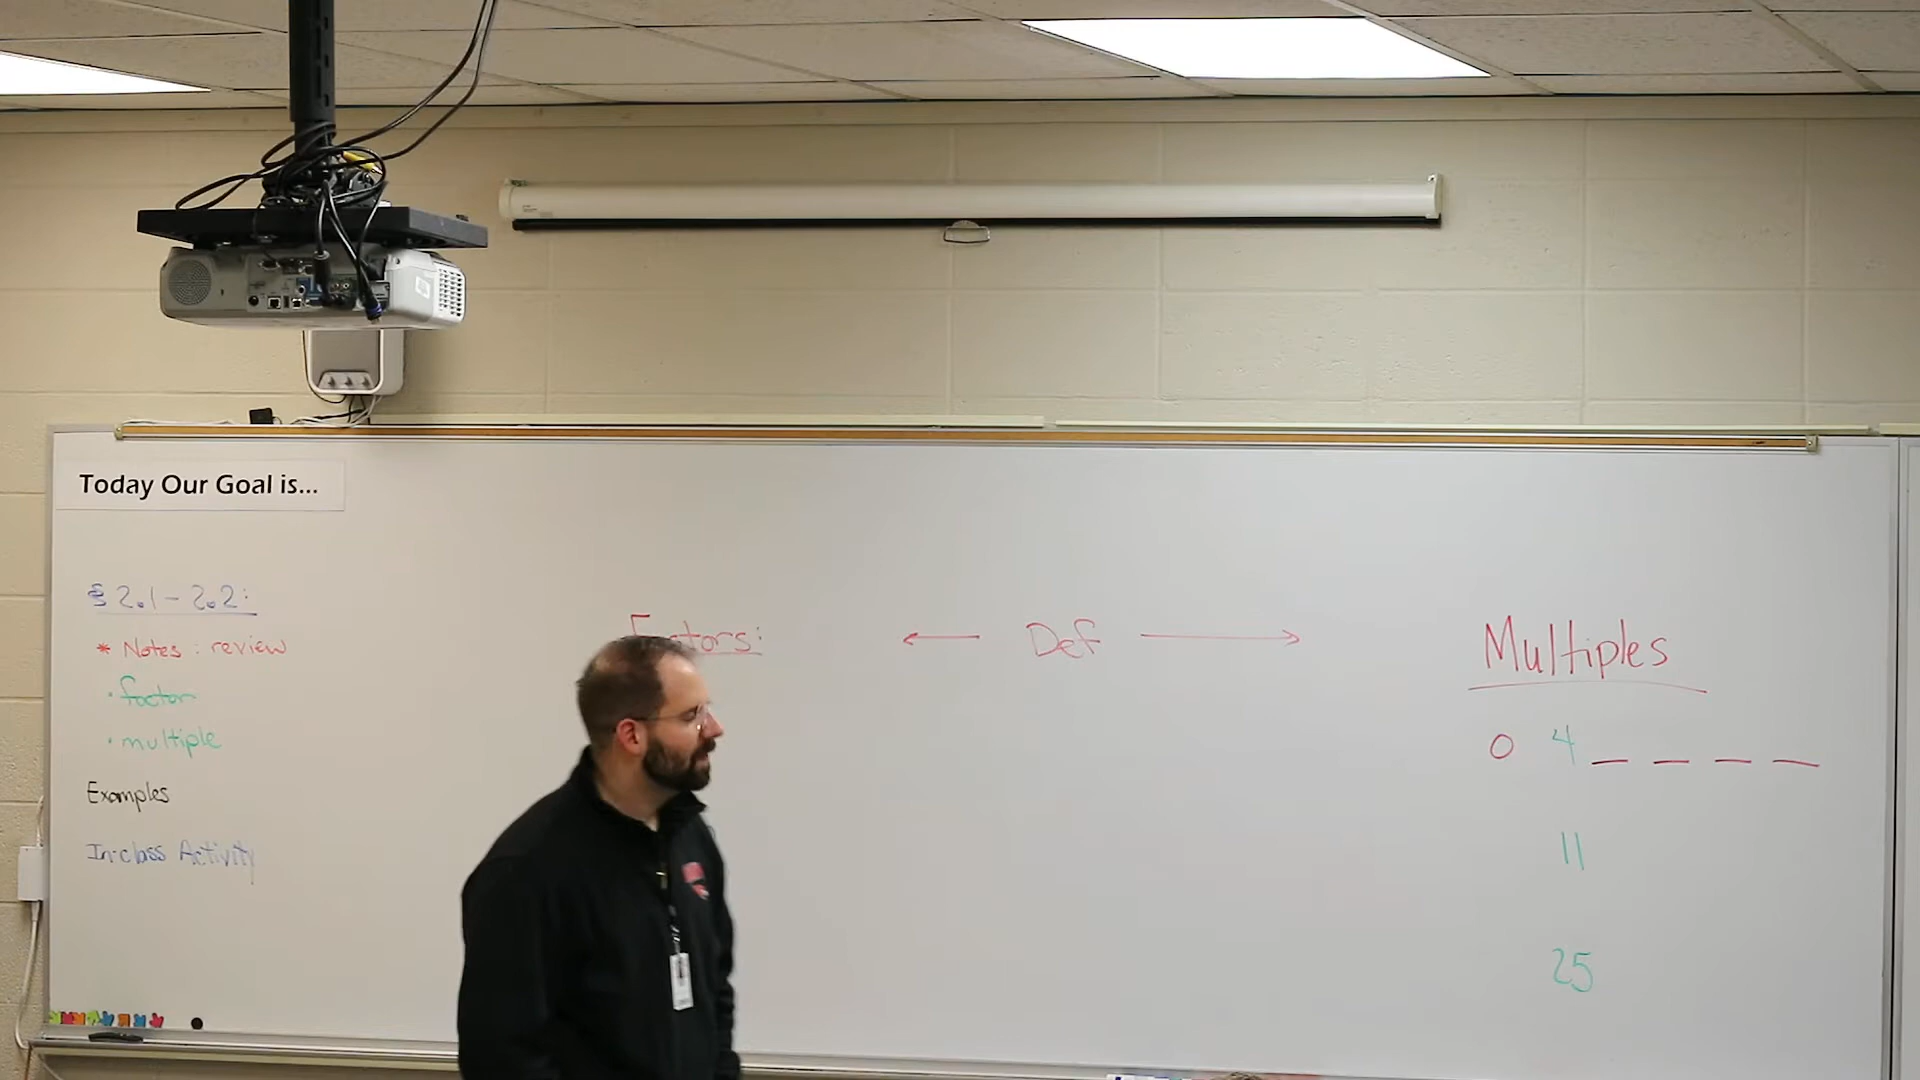 Today Our Goal is...
§ 2.1 - 2.2:
* Notes : review
• factor
• multiple
Examples
In-class Activity
Factors:
← Def →
Multiples
0 4 _ _ _ _
11
25